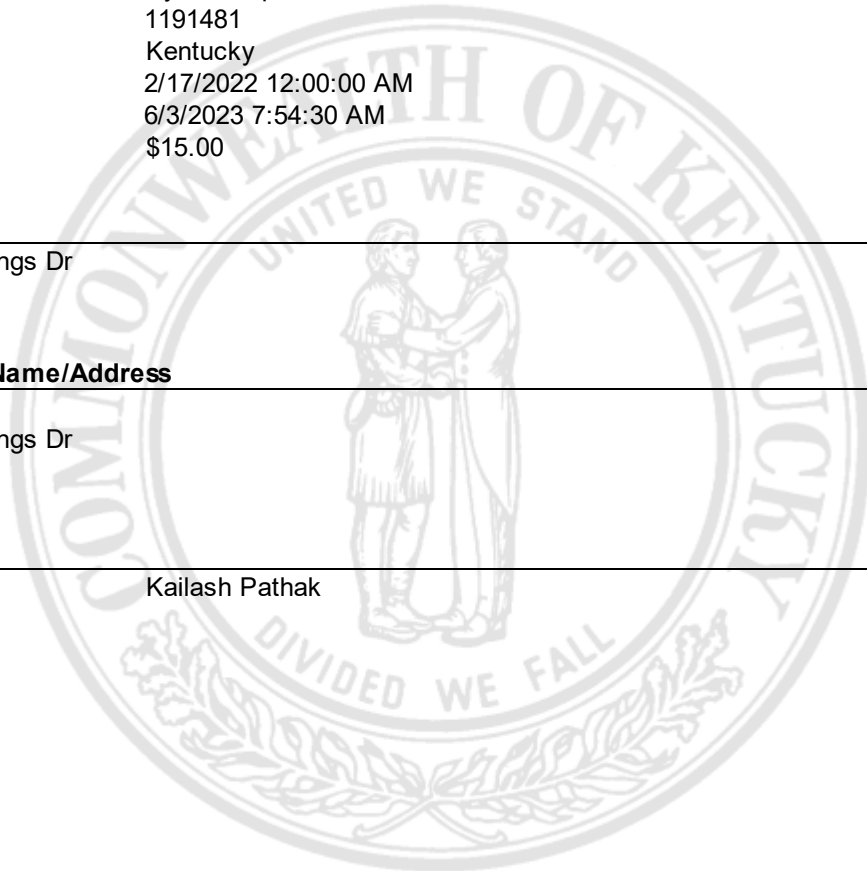 1191481
Kentucky
2/17/2022 12:00:00 AM
6/3/2023 7:54:30 AM
$15.00
COMMONWEALTH OF KENTUCKY
UNITED WE STAND
ngs Dr
Name/Address
ngs Dr
Kailash Pathak
DIVIDED WE FALL